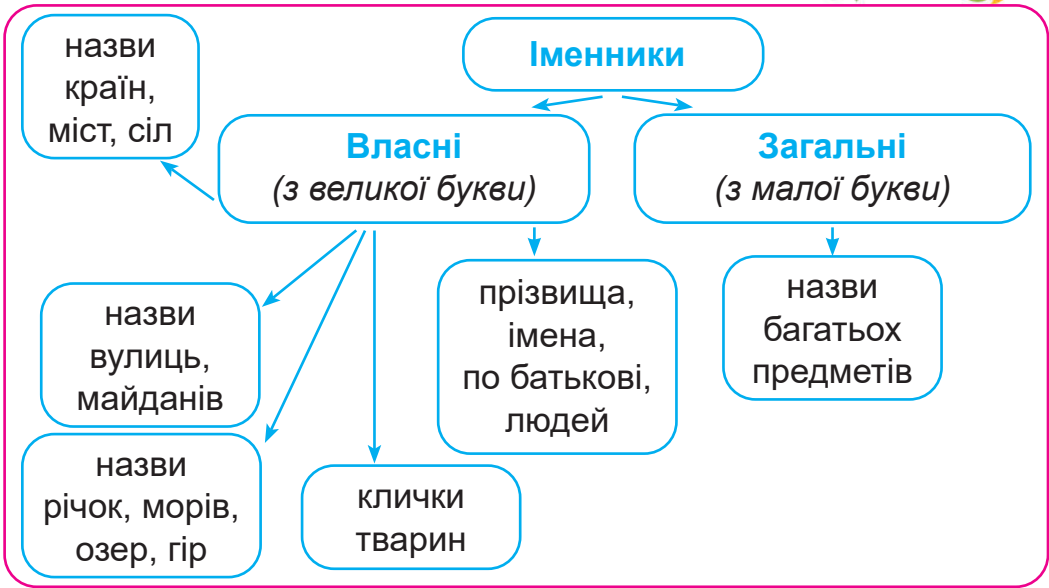 назви
країн,
міст, сіл
Іменники
Власні
(з великої букви)
Загальні
(з малої букви)
назви
вулиць,
майданів
прізвища,
імена,
по батькові,
людей
назви
багатьох
предметів
назви
річок, морів,
озер, гір
клички
тварин